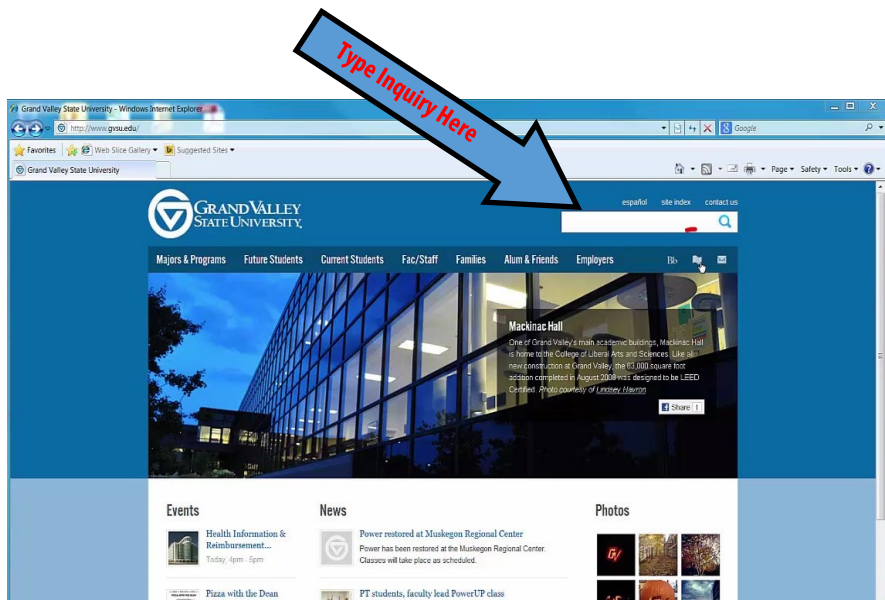 Type Inquiry Here
Grand Valley State University - Windows Internet Explorer
http://www.gvsu.edu/
Google
Favorites
Web Slice Gallery
Suggested Sites
Grand Valley State University
Page
Safety
Tools
GRAND VALLEY
STATE UNIVERSITY
español
site index
contact us
Majors & Programs
Future Students
Current Students
Fac/Staff
Families
Alum & Friends
Employers
Bb
Mackinac Hall
One of Grand Valley's main academic buildings, Mackinac Hall
is home to the College of Liberal Arts and Sciences. Like all
new construction at Grand Valley, the 83,000 square foot
addition completed in August 2008 was designed to be LEED
Certified. Photo courtesy of Lindsey Havron
Share
1
Events
Health Information &
Reimbursement...
Today, 4pm - 5pm
Pizza with the Dean
News
Power restored at Muskegon Regional Center
Power has been restored at the Muskegon Regional Center.
Classes will take place as scheduled.
PT students, faculty lead PowerUP class
Photos